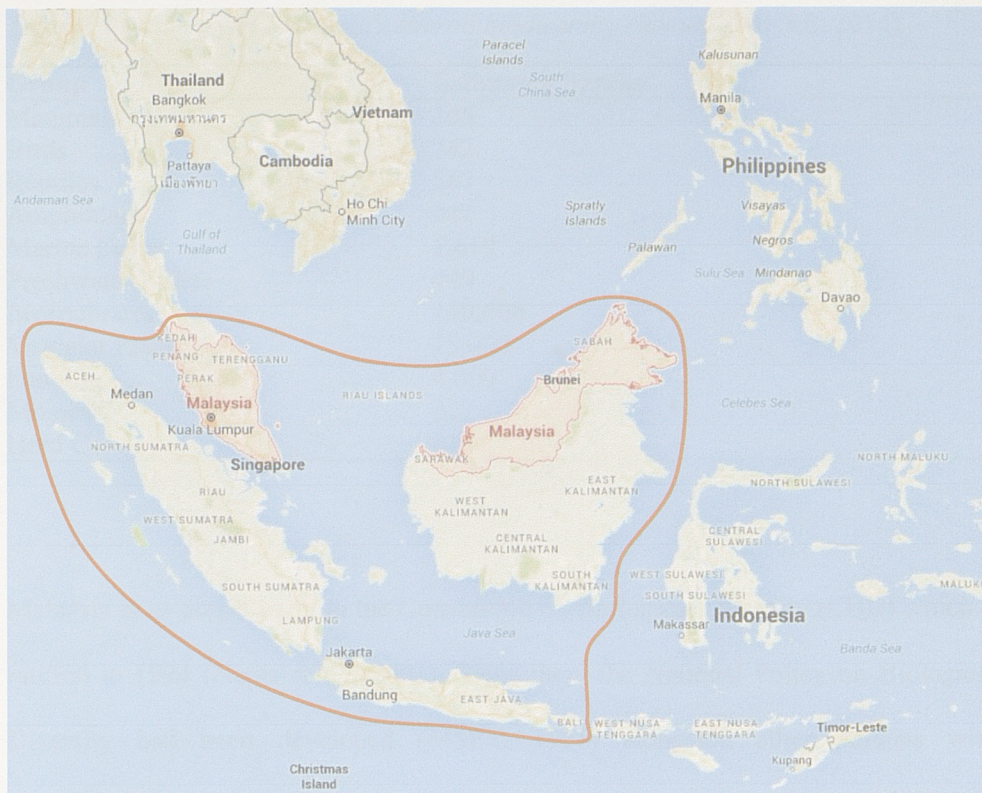 Paracel
Islands
South
China Sea
Kalusunan
Thailand
Bangkok
กรุงเทพมหานคร
Manila
Vietnam
Cambodia
Pattaya
เมืองพัทยา
Philippines
Andaman Sea
Ho Chi
Minh City
Spratly
Islands
Visayas
Gulf of
Thailand
Palawan
Negros
Sulu Sea
Mindanao
Davao
KEDAH
PENANG
TERENGGANU
SABAH
ACEH
PERAK
Brunei
Medan
RIAU ISLANDS
Malaysia
Celebes Sea
Kuala Lumpur
Malaysia
NORTH SUMATRA
SARAWAK
NORTH MALUKU
Singapore
EAST
KALIMANTAN
NORTH SULAWESI
RIAU
WEST
KALIMANTAN
WEST SUMATRA
JAMBI
CENTRAL
KALIMANTAN
CENTRAL
SULAWESI
SOUTH SUMATRA
SOUTH
KALIMANTAN
WEST SULAWESI
MALUKU
SOUTH SULAWESI
LAMPUNG
Java Sea
Makassar
Indonesia
Jakarta
Banda Sea
Bandung
EAST JAVA
BALI
WEST NUSA
TENGGARA
EAST NUSA
TENGGARA
Timor-Leste
Kupang
Christmas
Island